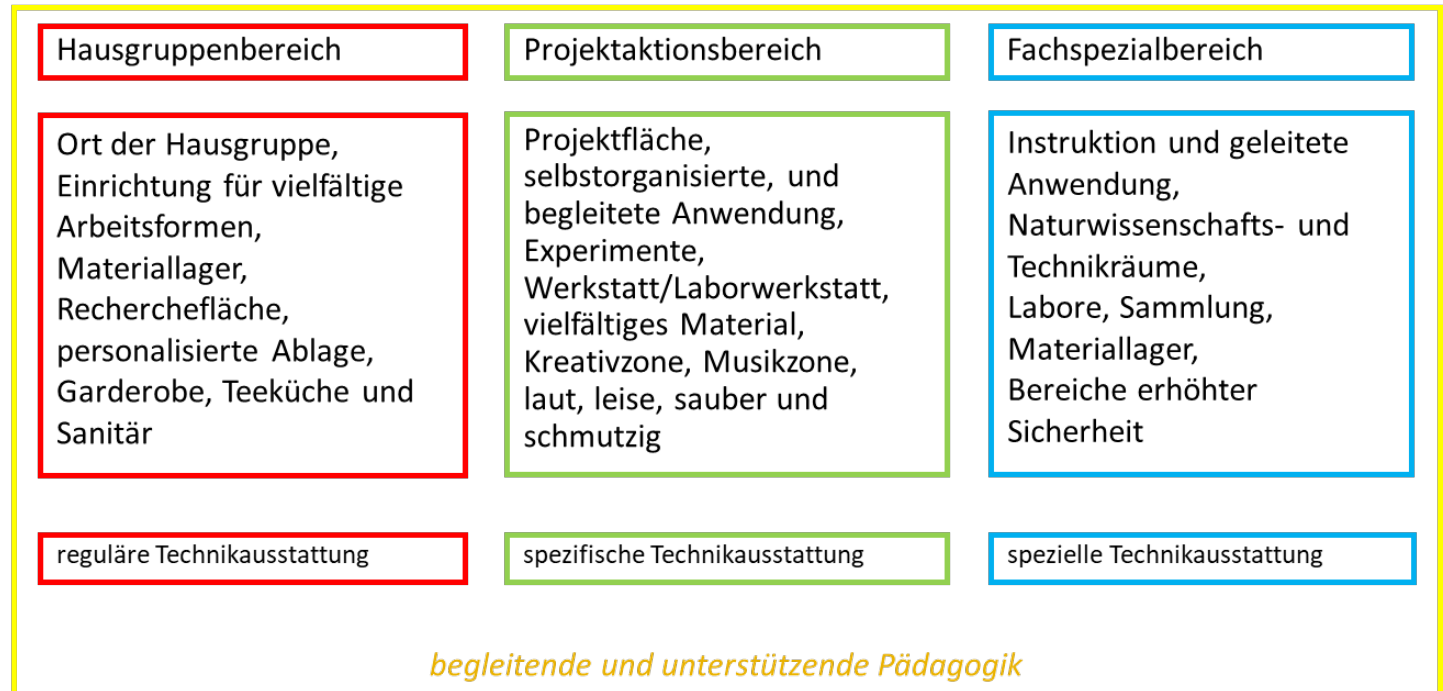 Hausgruppenbereich
Ort der Hausgruppe,
Einrichtung für vielfältige
Arbeitsformen,
Materiallager,
Recherchefläche,
personalisierte Ablage,
Garderobe, Teeküche und
Sanitär
reguläre Technikausstattung
Projektaktionsbereich
Projektfläche,
selbstorganisierte, und
begleitete Anwendung,
Experimente,
Werkstatt/Laborwerkstatt,
vielfältiges Material,
Kreativzone, Musikzone,
laut, leise, sauber und
schmutzig
spezifische Technikausstattung
Fachspezialbereich
Instruktion und geleitete
Anwendung,
Naturwissenschafts- und
Technikräume,
Labore, Sammlung,
Materiallager,
Bereiche erhöhter
Sicherheit
spezielle Technikausstattung
begleitende und unterstützende Pädagogik